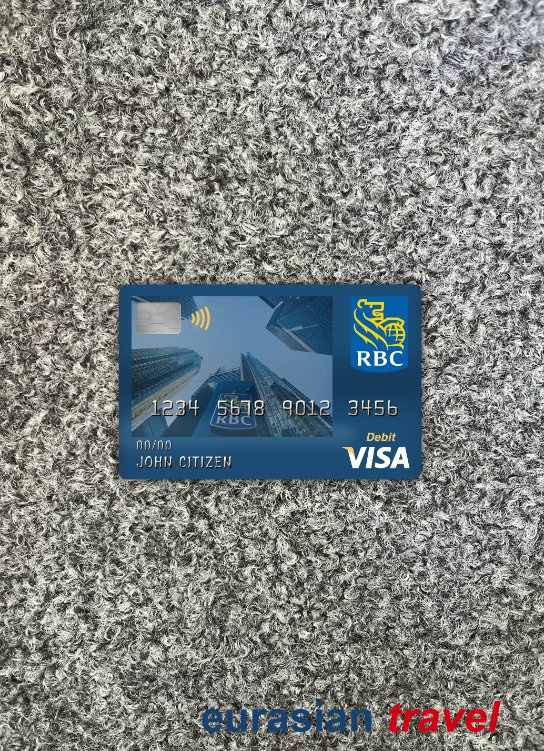 RBC
RBC
1234 5678 9012 3456
00/00
JOHN CITIZEN
Debit
VISA
eurasian travel